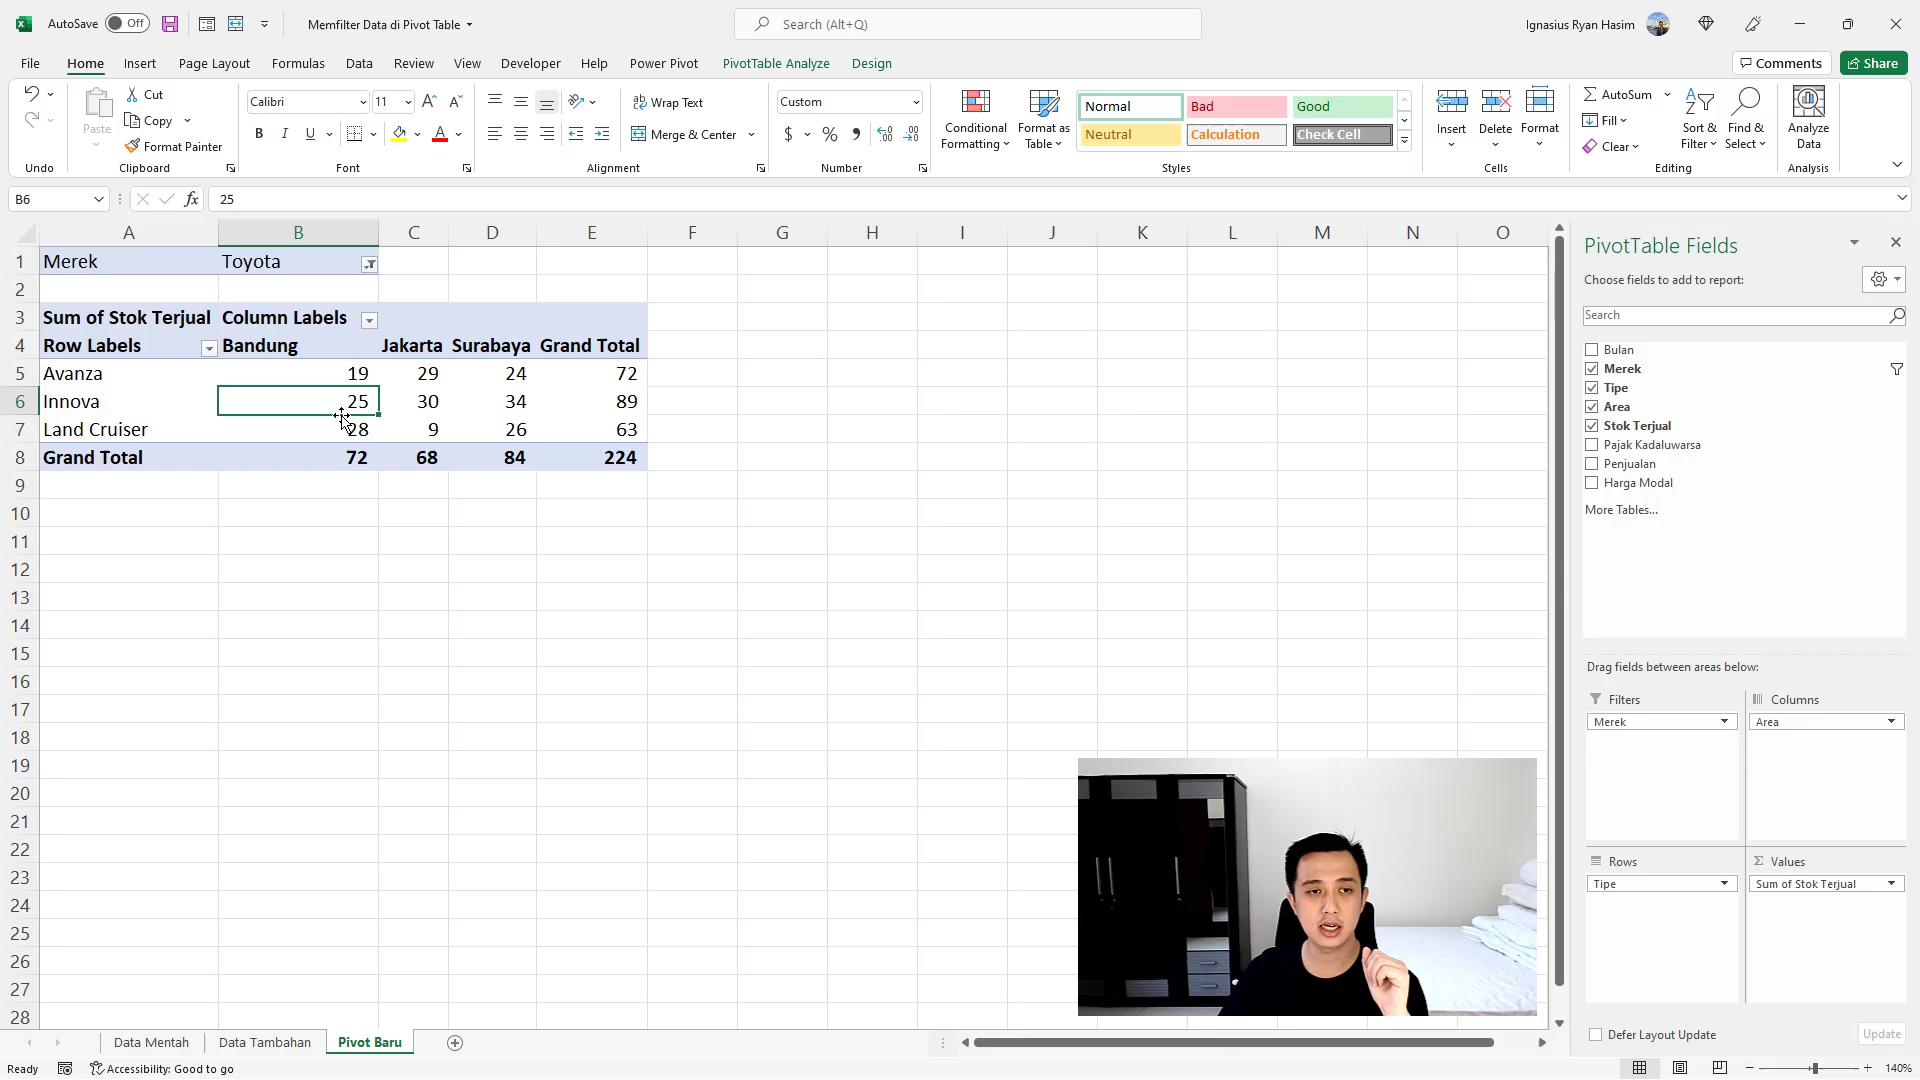 AutoSave Off Memfilter Data di Pivot Table Search (Alt+Q) Ignasius Ryan Hasim
File Home Insert Page Layout Formulas Data Review View Developer Help Power Pivot PivotTable Analyze Design Comments Share
Cut
Copy
Format Painter
Paste
Undo
Clipboard
Calibri 11
B I U
Font
Wrap Text
Merge & Center
Alignment
Custom
$ % ,
Number
Conditional Formatting
Format as Table
Normal Bad Good
Neutral Calculation Check Cell
Styles
Insert Delete Format
Cells
AutoSum
Fill
Clear
Sort & Filter
Find & Select
Editing
Analyze Data
Analysis
B6 fx 25
A B C D E F G H I J K L M N O
1 Merek Toyota
2
3 Sum of Stok Terjual Column Labels
4 Row Labels Bandung Jakarta Surabaya Grand Total
5 Avanza 19 29 24 72
6 Innova 25 30 34 89
7 Land Cruiser 28 9 26 63
8 Grand Total 72 68 84 224
9
10
11
12
13
14
15
16
17
18
19
20
21
22
23
24
25
26
27
28
PivotTable Fields
Choose fields to add to report:
Search
Bulan
Merek
Tipe
Area
Stok Terjual
Pajak Kadaluwarsa
Penjualan
Harga Modal
More Tables...
Drag fields between areas below:
Filters Columns
Merek Area
Rows Values
Tipe Sum of Stok Terjual
Defer Layout Update Update
Data Mentah Data Tambahan Pivot Baru
Ready Accessibility: Good to go 140%